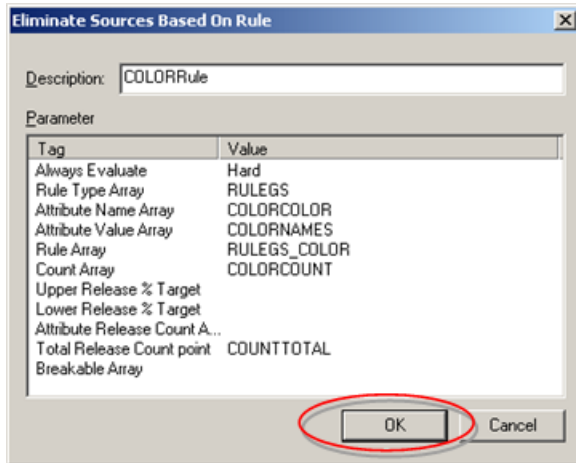 Eliminate Sources Based On Rule
Description: COLORRule
Parameter
Tag Value
Always Evaluate Hard
Rule Type Array RULEGS
Attribute Name Array COLORCOLOR
Attribute Value Array COLORNAMES
Rule Array RULEGS_COLOR
Count Array COLORCOUNT
Upper Release % Target
Lower Release % Target
Attribute Release Count A...
Total Release Count point COUNTTOTAL
Breakable Array
OK Cancel